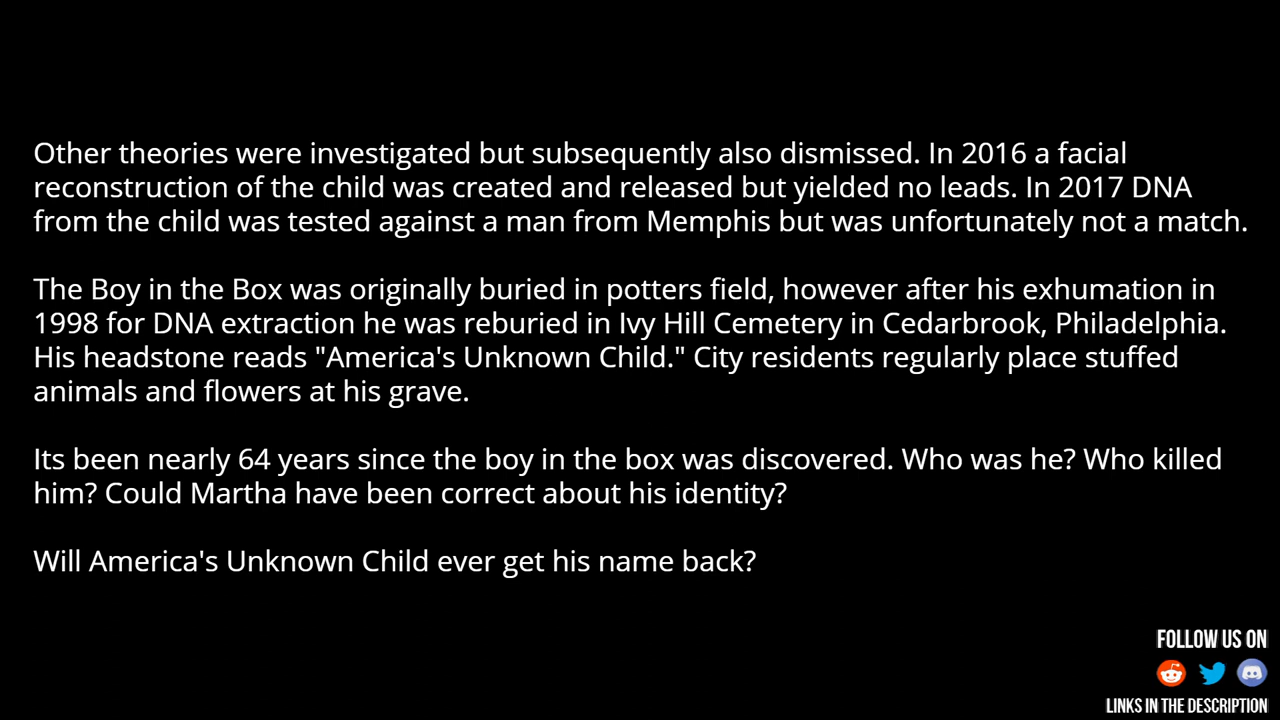 Other theories were investigated but subsequently also dismissed. In 2016 a facial
reconstruction of the child was created and released but yielded no leads. In 2017 DNA
from the child was tested against a man from Memphis but was unfortunately not a match.
The Boy in the Box was originally buried in potters field, however after his exhumation in
1998 for DNA extraction he was reburied in Ivy Hill Cemetery in Cedarbrook, Philadelphia.
His headstone reads "America's Unknown Child." City residents regularly place stuffed
animals and flowers at his grave.
Its been nearly 64 years since the boy in the box was discovered. Who was he? Who killed
him? Could Martha have been correct about his identity?
Will America's Unknown Child ever get his name back?
FOLLOW US ON
LINKS IN THE DESCRIPTION